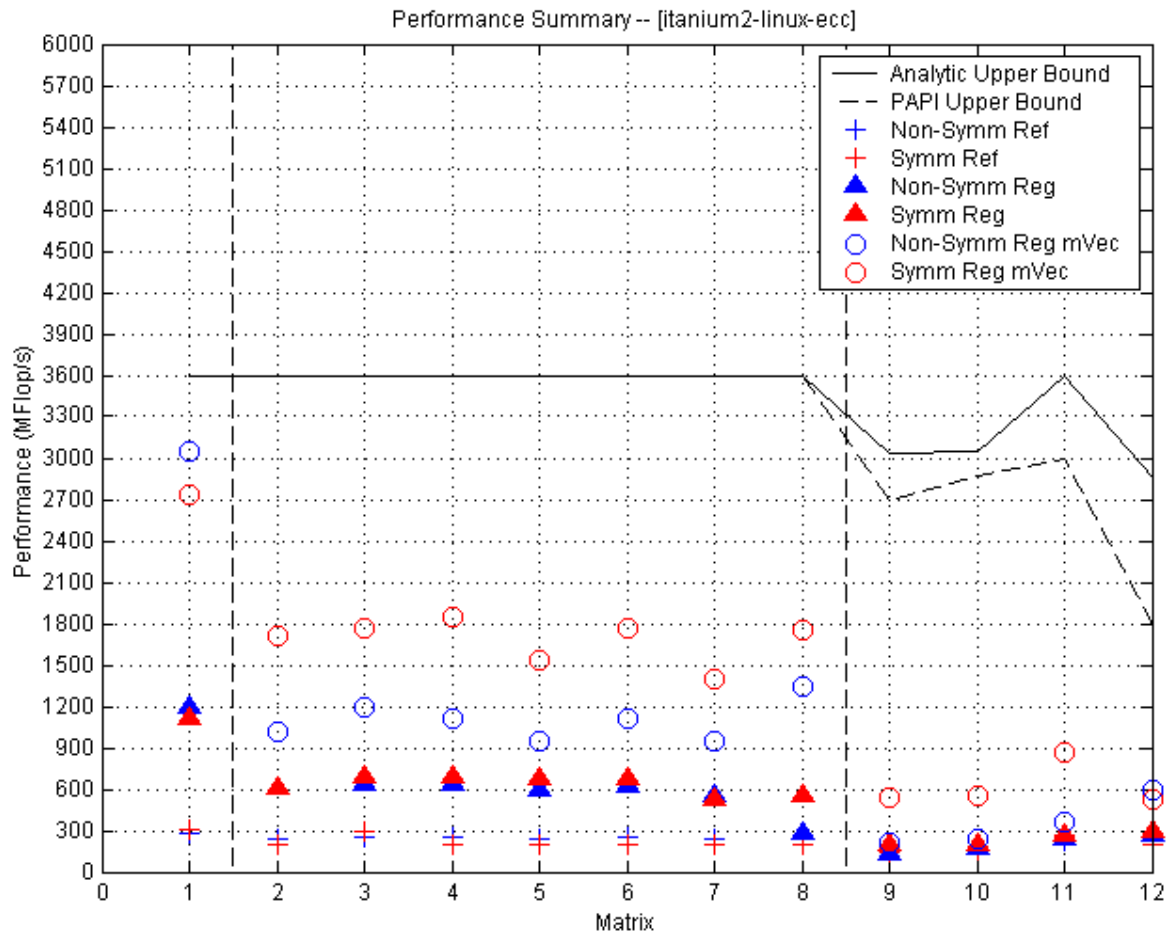 Performance Summary -- [itanium2-linux-ecc]
6000
5700
5400
5100
4800
4500
4200
3900
3600
3300
3000
2700
2400
2100
1800
1500
1200
900
600
300
0
Performance (MFlop/s)
Analytic Upper Bound
PAPI Upper Bound
Non-Symm Ref
Symm Ref
Non-Symm Reg
Symm Reg
Non-Symm Reg mVec
Symm Reg mVec
0 1 2 3 4 5 6 7 8 9 10 11 12
Matrix